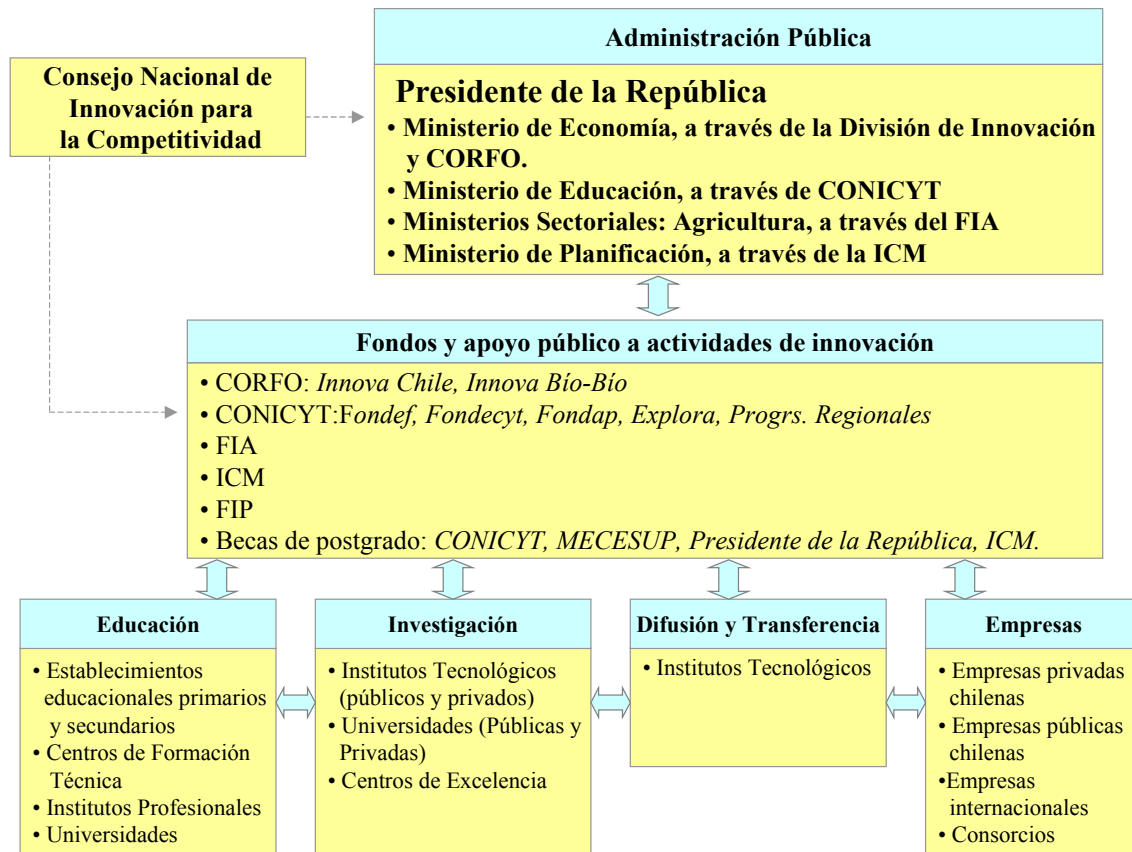 Consejo Nacional de
Innovación para
la Competitividad
Administración Pública
Presidente de la República
• Ministerio de Economía, a través de la División de Innovación
y CORFO.
• Ministerio de Educación, a través de CONICYT
• Ministerios Sectoriales: Agricultura, a través del FIA
• Ministerio de Planificación, a través de la ICM
Fondos y apoyo público a actividades de innovación
• CORFO: Innova Chile, Innova Bío-Bío
• CONICYT:Fondef, Fondecyt, Fondap, Explora, Progrs. Regionales
• FIA
• ICM
• FIP
• Becas de postgrado: CONICYT, MECESUP, Presidente de la República, ICM.
Educación
• Establecimientos
educacionales primarios
y secundarios
• Centros de Formación
Técnica
• Institutos Profesionales
• Universidades
Investigación
• Institutos Tecnológicos
(públicos y privados)
• Universidades (Públicas y
Privadas)
• Centros de Excelencia
Difusión y Transferencia
• Institutos Tecnológicos
Empresas
• Empresas privadas
chilenas
• Empresas públicas
chilenas
•Empresas
internacionales
• Consorcios